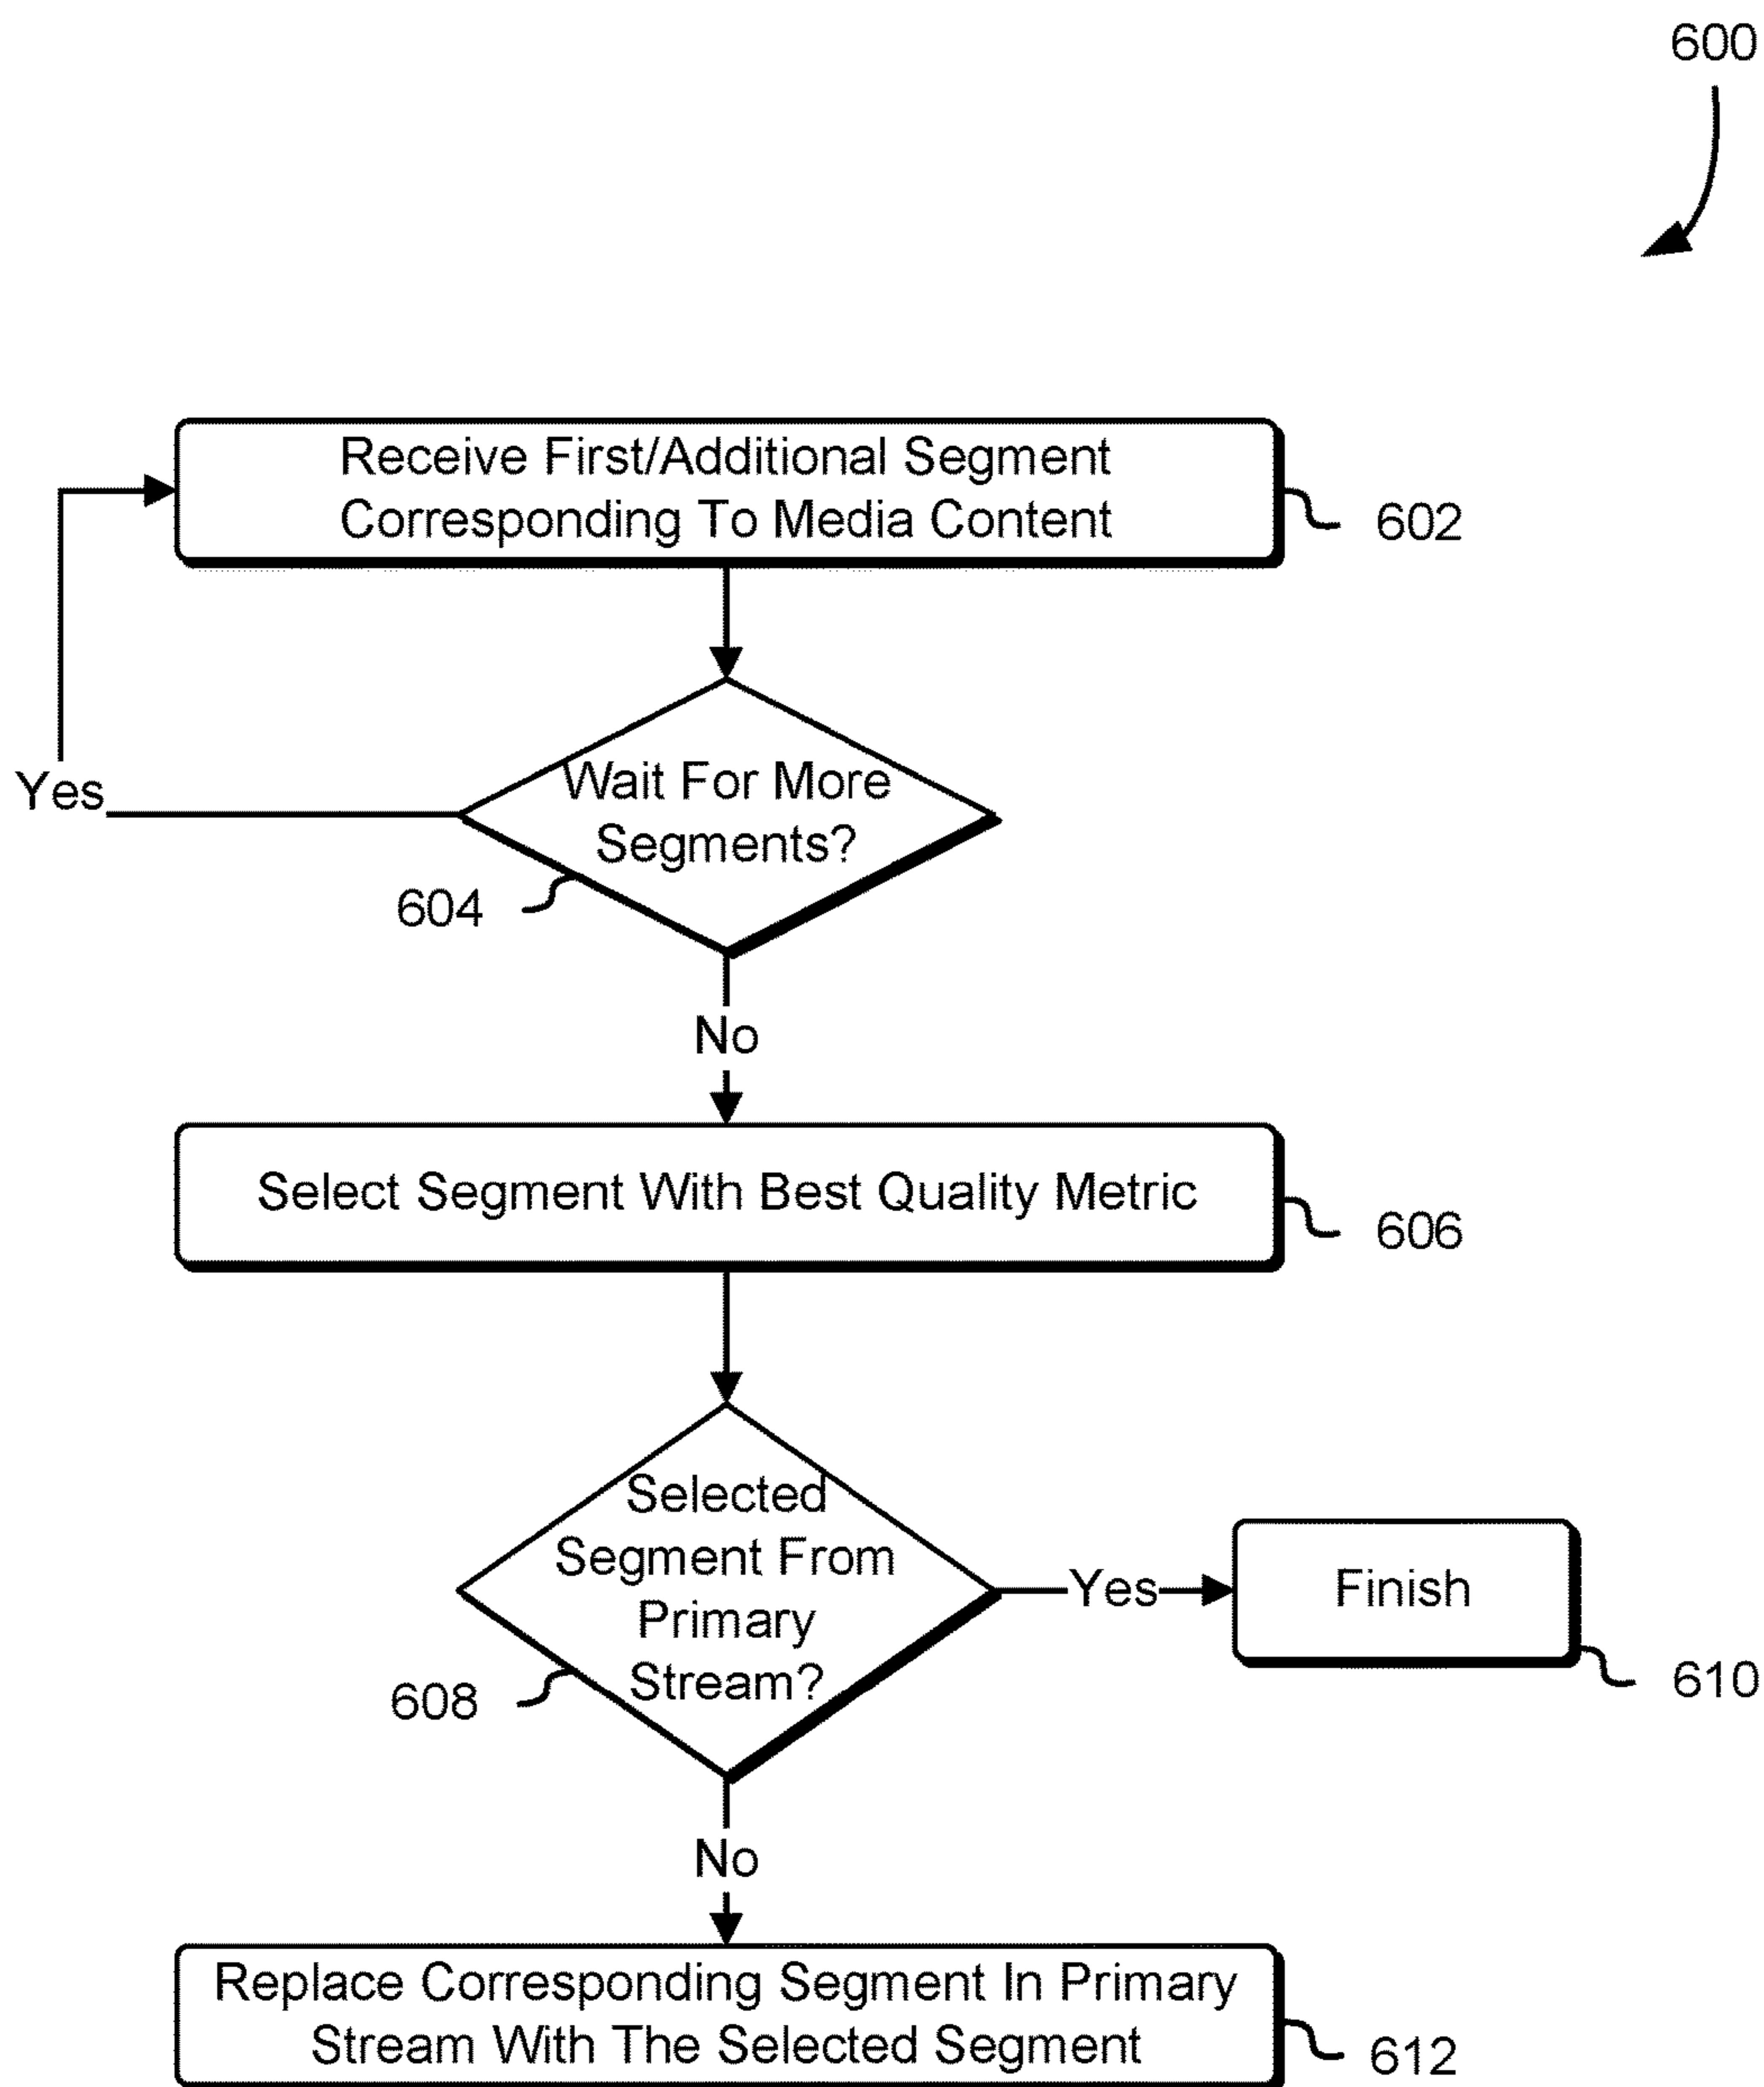 600
Receive First/Additional Segment
Corresponding To Media Content
602
Wait For More
Segments?
Yes
604
No
Select Segment With Best Quality Metric
606
Selected
Segment From
Primary
Stream?
Yes
Finish
608
610
No
Replace Corresponding Segment In Primary
Stream With The Selected Segment
612